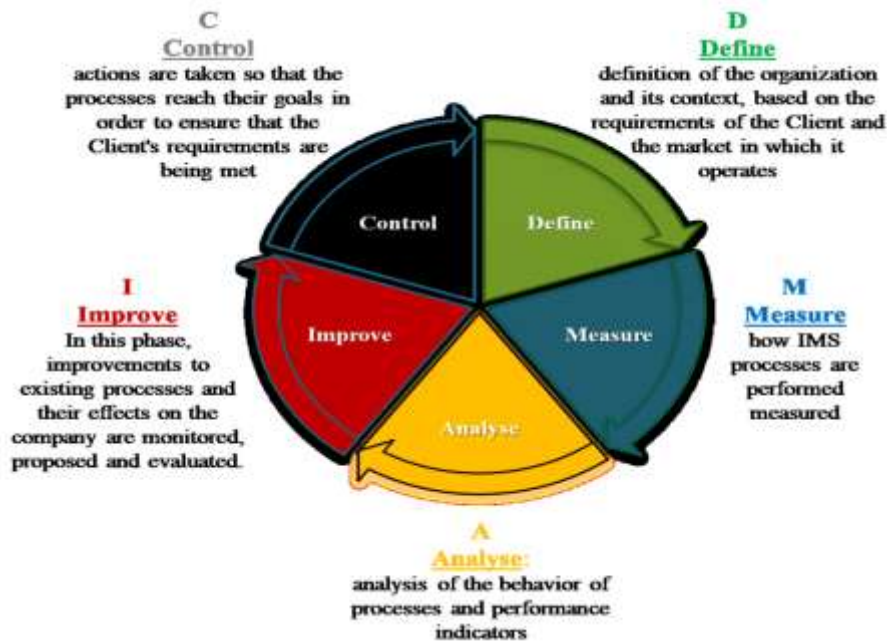 C
Control
actions are taken so that the
processes reach their goals in
order to ensure that the
Client's requirements are
being met
D
Define
definition of the organization
and its context, based on the
requirements of the Client and
the market in which it
operates
Control
Define
Improve
Measure
Analyse
I
Improve
In this phase,
improvements to
existing processes and
their effects on the
company are monitored,
proposed and evaluated.
M
Measure
how IMS
processes are
performed
measured
A
Analyse:
analysis of the behavior of
processes and performance
indicators